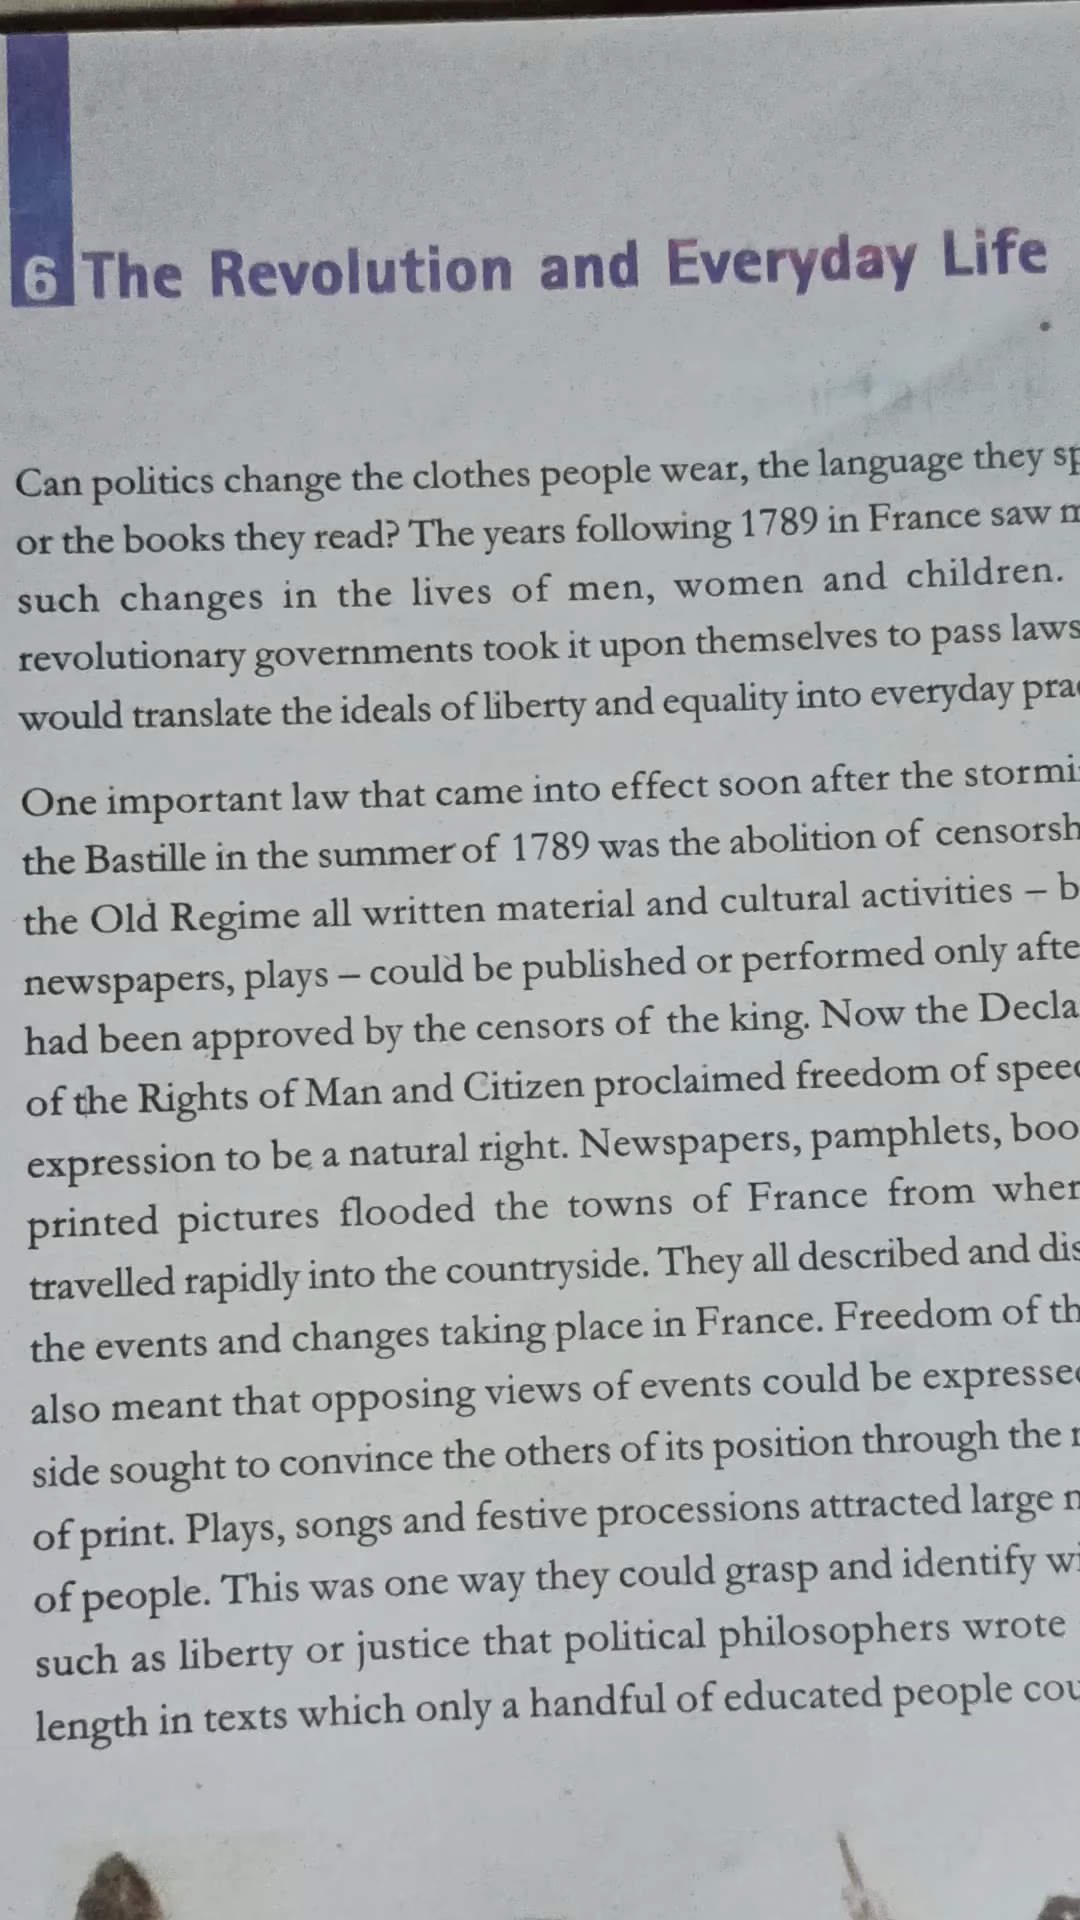 6 The Revolution and Everyday Life
Can politics change the clothes people wear, the language they sp
or the books they read? The years following 1789 in France saw m
such changes in the lives of men, women and children.
revolutionary governments took it upon themselves to pass laws
would translate the ideals of liberty and equality into everyday pra
One important law that came into effect soon after the stormi
the Bastille in the summer of 1789 was the abolition of censorsh
the Old Regime all written material and cultural activities – b
newspapers, plays – could be published or performed only afte
had been approved by the censors of the king. Now the Decla
of the Rights of Man and Citizen proclaimed freedom of speec
expression to be a natural right. Newspapers, pamphlets, boo
printed pictures flooded the towns of France from wher
travelled rapidly into the countryside. They all described and dis
the events and changes taking place in France. Freedom of th
also meant that opposing views of events could be expressed
side sought to convince the others of its position through the
of print. Plays, songs and festive processions attracted large n
of people. This was one way they could grasp and identify wi
such as liberty or justice that political philosophers wrote
length in texts which only a handful of educated people cou